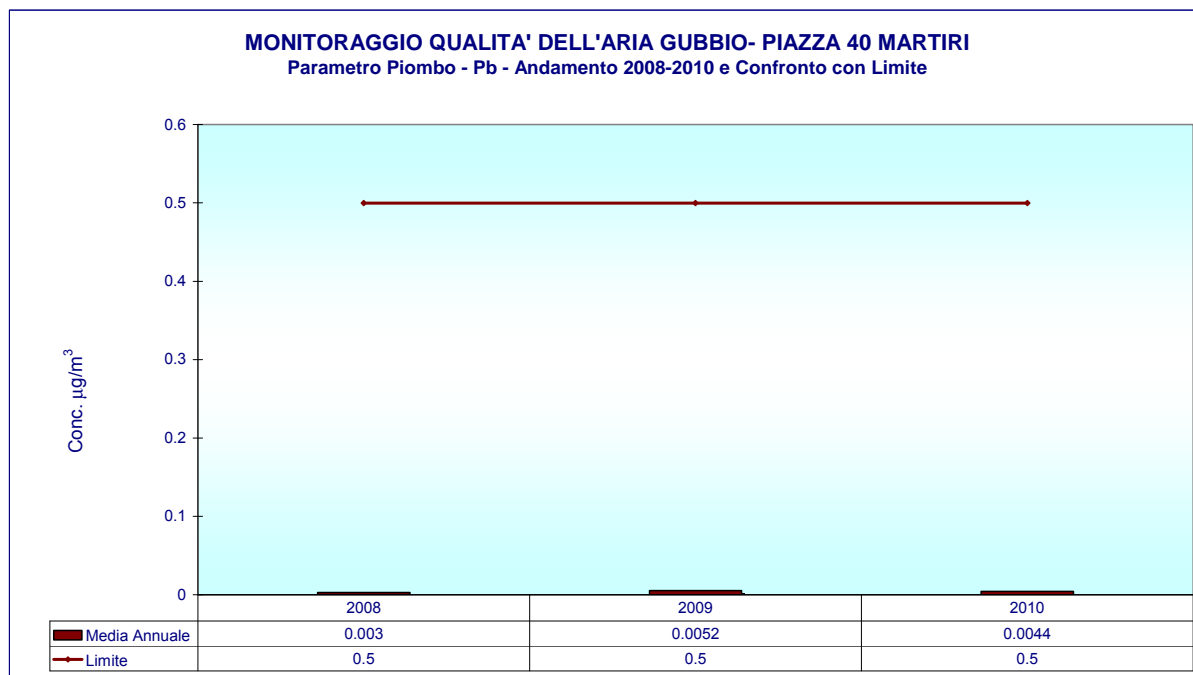 MONITORAGGIO QUALITA' DELL'ARIA GUBBIO- PIAZZA 40 MARTIRI
Parametro Piombo - Pb - Andamento 2008-2010 e Confronto con Limite
0.6
0.5
0.4
0.3
0.2
0.1
0
Conc. µg/m³
2008 2009 2010
Media Annuale 0.003 0.0052 0.0044
Limite 0.5 0.5 0.5